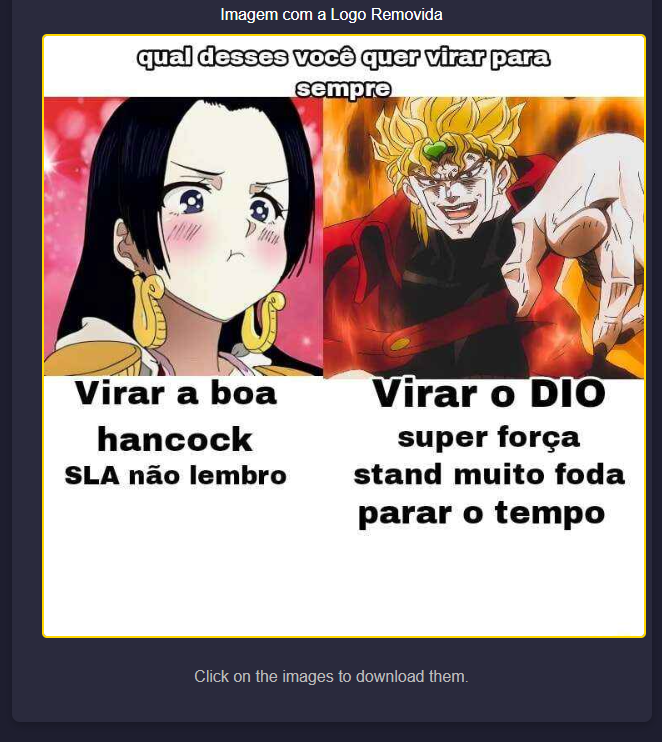 Imagem com a Logo Removida
qual desses você quer virar para
sempre
Virar a boa
hancock
SLA não lembro
Virar o DIO
super força
stand muito foda
parar o tempo
Click on the images to download them.